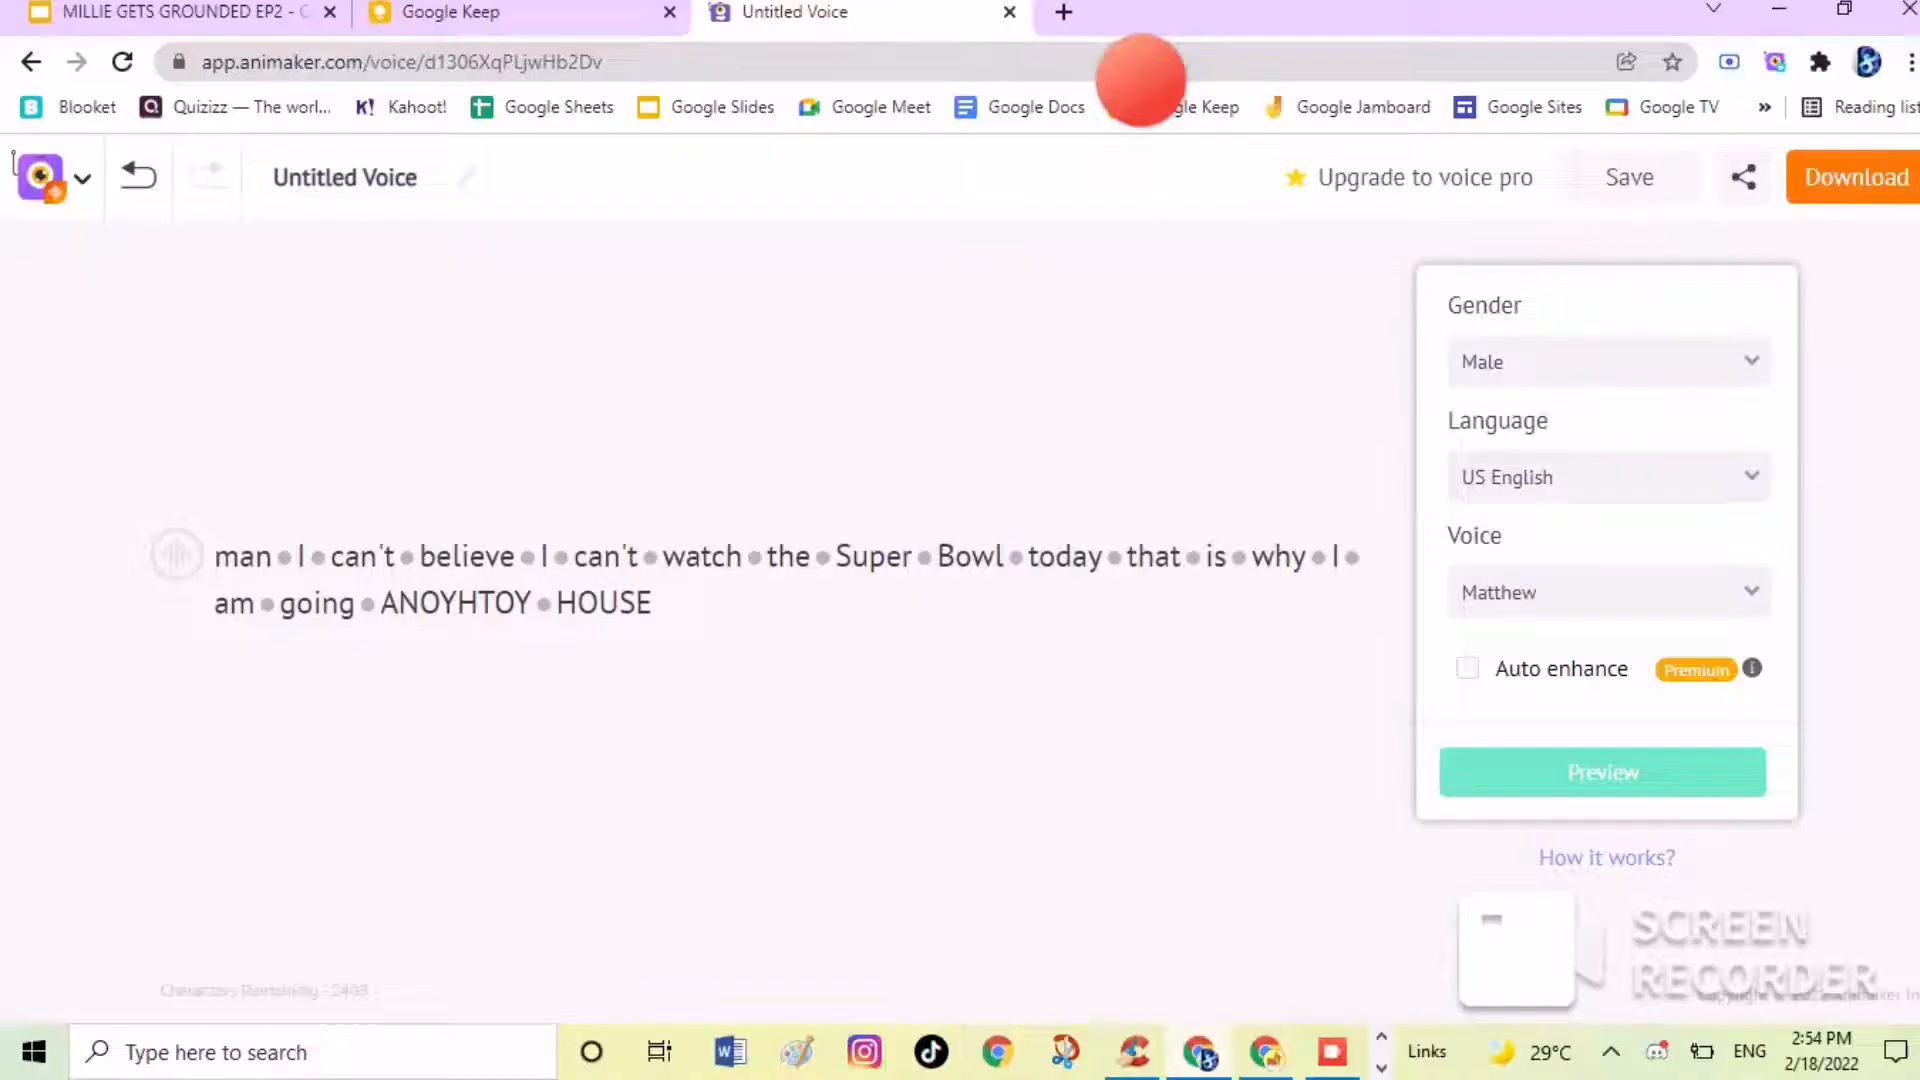 MILLIE GETS GROUNDED EP2 -
Google Keep
Untitled Voice
app.animaker.com/voice/d1306XqPLjwHb2Dv
Blooket
Quizizz — The worl...
K! Kahoot!
Google Sheets
Google Slides
Google Meet
Google Docs
gle Keep
Google Jamboard
Google Sites
Google TV
»
Reading list
Untitled Voice
Upgrade to voice pro
Save
Download
Gender
Male
Language
US English
Voice
Matthew
Auto enhance
Premium
Preview
How it works?
man I can't believe I can't watch the Super Bowl today that is why I
am going ANOYHTOY HOUSE
SCREEN
RECORDER
Characters Remaining - 2403
Type here to search
Links
29°C
ENG
2:54 PM
2/18/2022